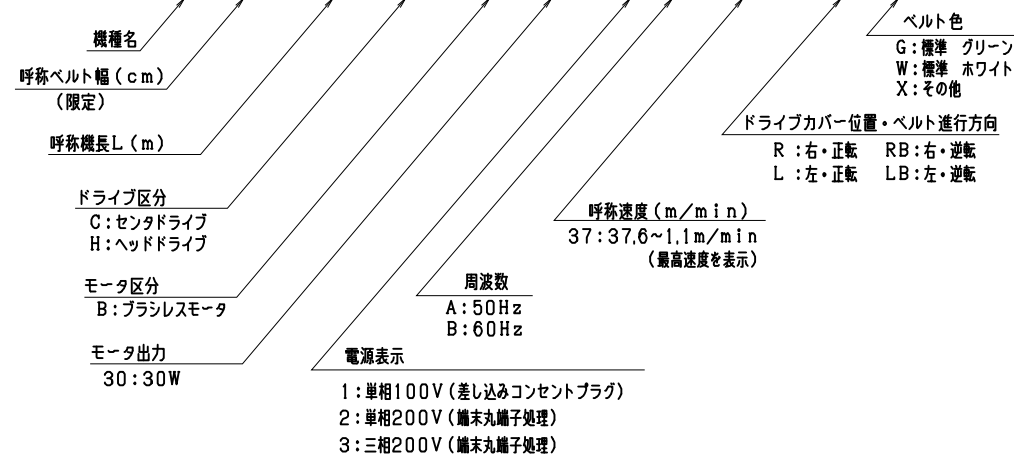 機種名
呼称ベルト幅(cm)
(限定)
呼称機長L(m)
ドライブ区分
C:センタドライブ
H:ヘッドドライブ
モータ区分
B:ブラシレスモータ
モータ出力
30:30W
電源表示
1:単相100V(差し込みコンセントプラグ)
2:単相200V(端末丸端子処理)
3:三相200V(端末丸端子処理)
周波数
A:50Hz
B:60Hz
呼称速度(m/min)
37:37.6~1.1m/min
(最高速度を表示)
ドライブカバー位置・ベルト進行方向
R:右・正転 RB:右・逆転
L:左・正転 LB:左・逆転
ベルト色
G:標準 グリーン
W:標準 ホワイト
X:その他